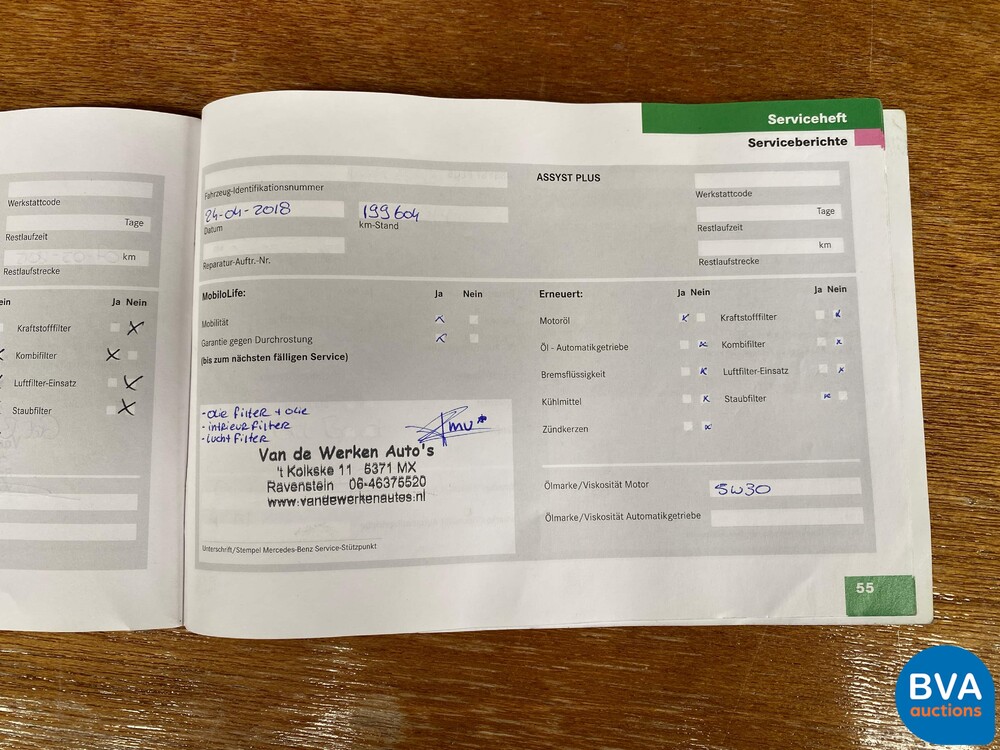 Serviceheft
Serviceberichte
Werkstattcode
Tage
Restlaufzeit
km
Restlaufstrecke
Ja Nein
Kraftstofffilter
Kombifilter
Luftfilter-Einsatz
Staubfilter
Fahrzeug-Identifikationsnummer
24-04-2018
Datum
199604
km-Stand
Reparatur-Auftr.-Nr.
ASSYST PLUS
Werkstattcode
Tage
Restlaufzeit
km
Restlaufstrecke
MobiloLife:
Ja Nein
Mobilität
Garantie gegen Durchrostung
(bis zum nächsten fälligen Service)
Erneuert:
Ja Nein
Ja Nein
Motoröl
Kraftstofffilter
Öl - Automatikgetriebe
Kombifilter
Bremsflüssigkeit
Luftfilter-Einsatz
Kühlmittel
Staubfilter
Zündkerzen
- olie filter + olie
- intrieur filter
- lucht filter
Van de Werken Auto's
't Kolkske 11 5371 MX
Ravenstein 06-46375520
www.vandewerkenautos.nl
Unterschrift/Stempel Mercedes-Benz Service-Stützpunkt
Ölmarke/Viskosität Motor
5W30
Ölmarke/Viskosität Automatikgetriebe
55
BVA
auctions